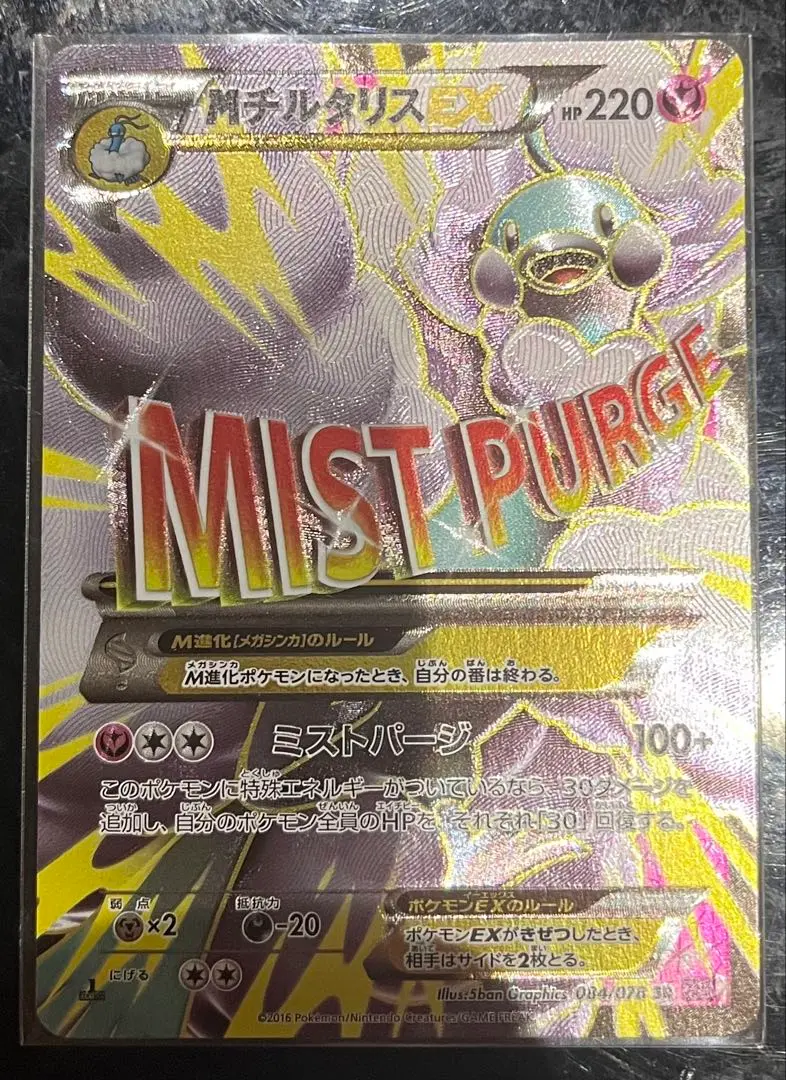 MチルタリスEX HP220
MIST PURGE
M進化[メガシンカ]のルール
M進化ポケモンになったとき、自分の番は終わる。
ミストパージ 100+
このポケモンに特殊エネルギーがついているなら、30ダメージを
追加し、自分のポケモン全員のHPを、それぞれ「30」回復する。
弱点 抵抗力
×2 -20
にげる
ポケモンEXのルール
ポケモンEXがきぜつしたとき、
相手はサイドを2枚とる。
Illus:5ban Graphics 084/078 SR
©2016 Pokémon/Nintendo/Creatures/GAME FREAK